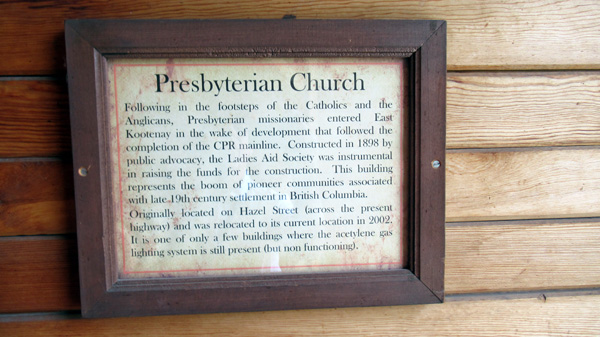 Presbyterian Church
Following in the footsteps of the Catholics and the
Anglicans, Presbyterian missionaries entered East
Kootenay in the wake of development that followed the
completion of the CPR mainline. Constructed in 1898 by
public advocacy, the Ladies Aid Society was instrumental
in raising the funds for the construction. This building
represents the boom of pioneer communities associated
with late 19th century settlement in British Columbia.
Originally located on Hazel Street (across the present
highway) and was relocated to its current location in 2002.
It is one of only a few buildings where the acetylene gas
lighting system is still present (but non functioning).